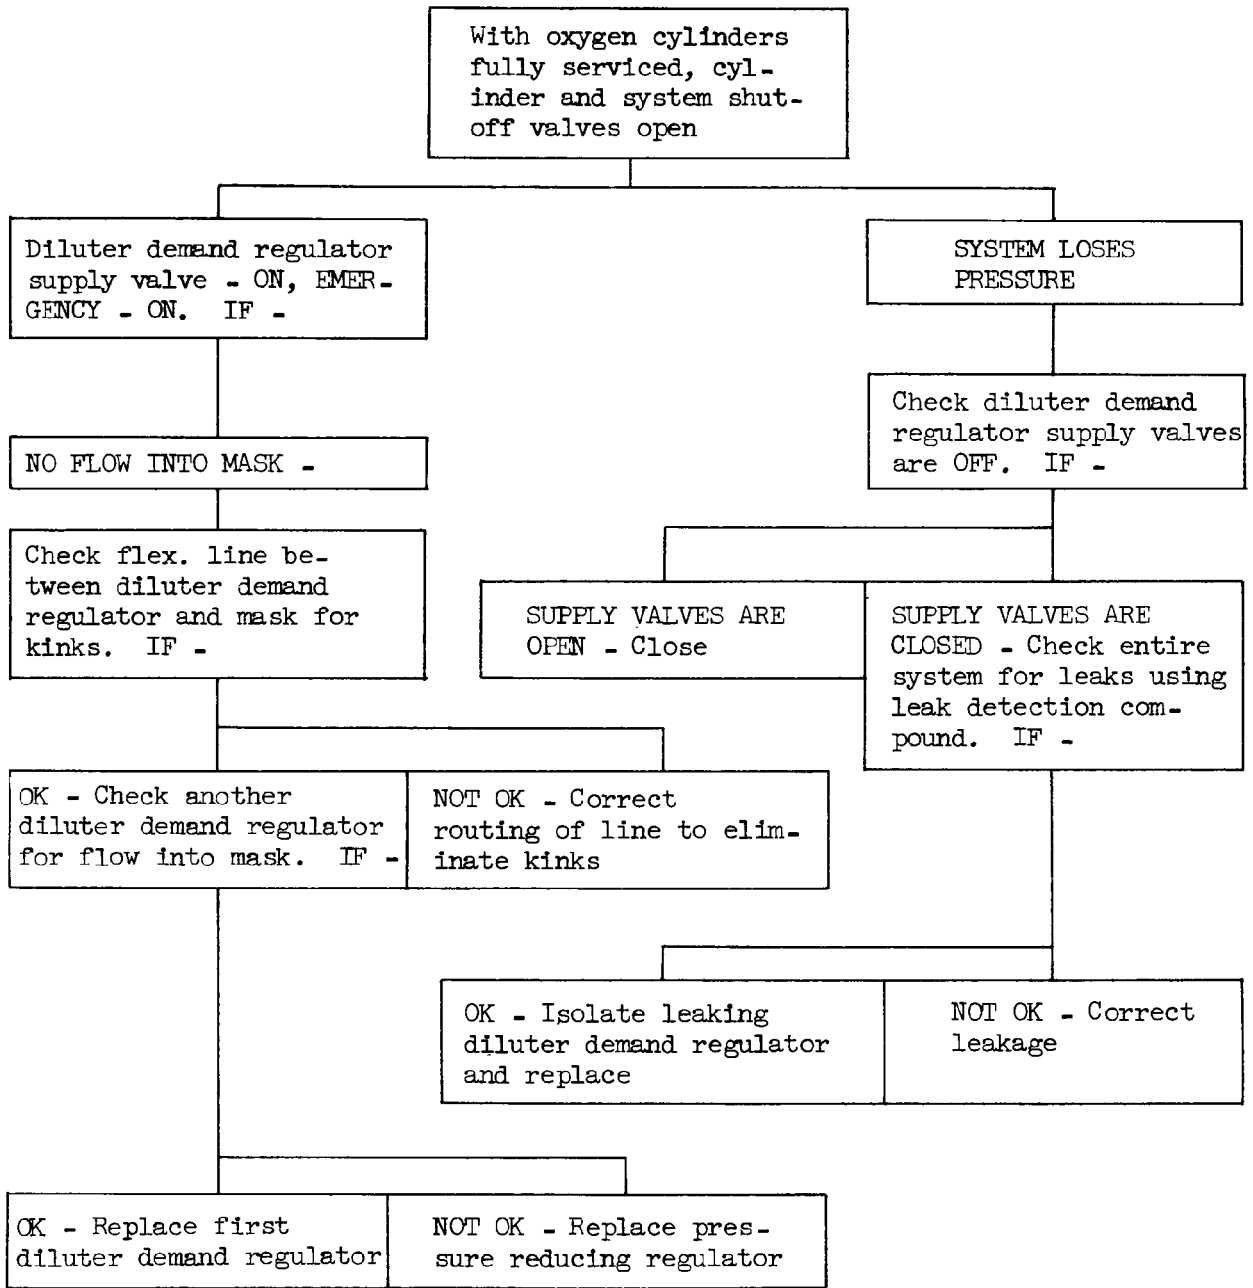 With oxygen cylinders
fully serviced, cyl-
inder and system shut-
off valves open
Diluter demand regulator
supply valve - ON, EMER-
GENCY - ON. IF -
SYSTEM LOSES
PRESSURE
Check diluter demand
regulator supply valves
are OFF. IF -
NO FLOW INTO MASK -
Check flex. line be-
tween diluter demand
regulator and mask for
kinks. IF -
SUPPLY VALVES ARE
OPEN - Close
SUPPLY VALVES ARE
CLOSED - Check entire
system for leaks using
leak detection com-
pound. IF -
OK - Check another
diluter demand regulator
for flow into mask. IF -
NOT OK - Correct
routing of line to elim-
inate kinks
OK - Isolate leaking
diluter demand regulator
and replace
NOT OK - Correct
leakage
OK - Replace first
diluter demand regulator
NOT OK - Replace pres-
sure reducing regulator